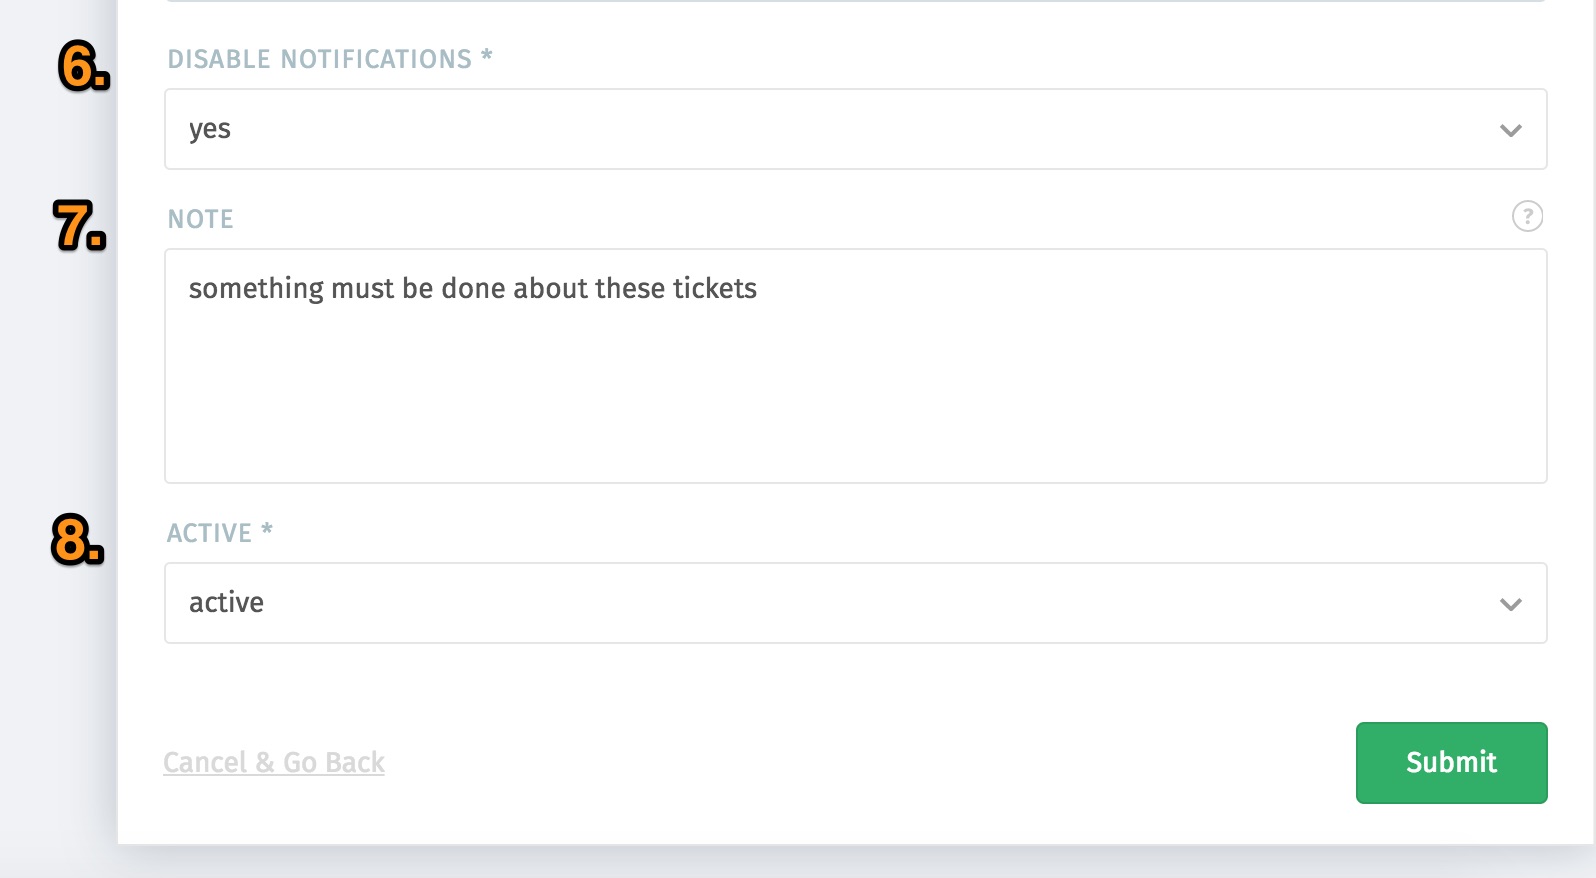 6.
DISABLE NOTIFICATIONS *
yes
7.
NOTE
?
something must be done about these tickets
8.
ACTIVE *
active
Cancel & Go Back
Submit